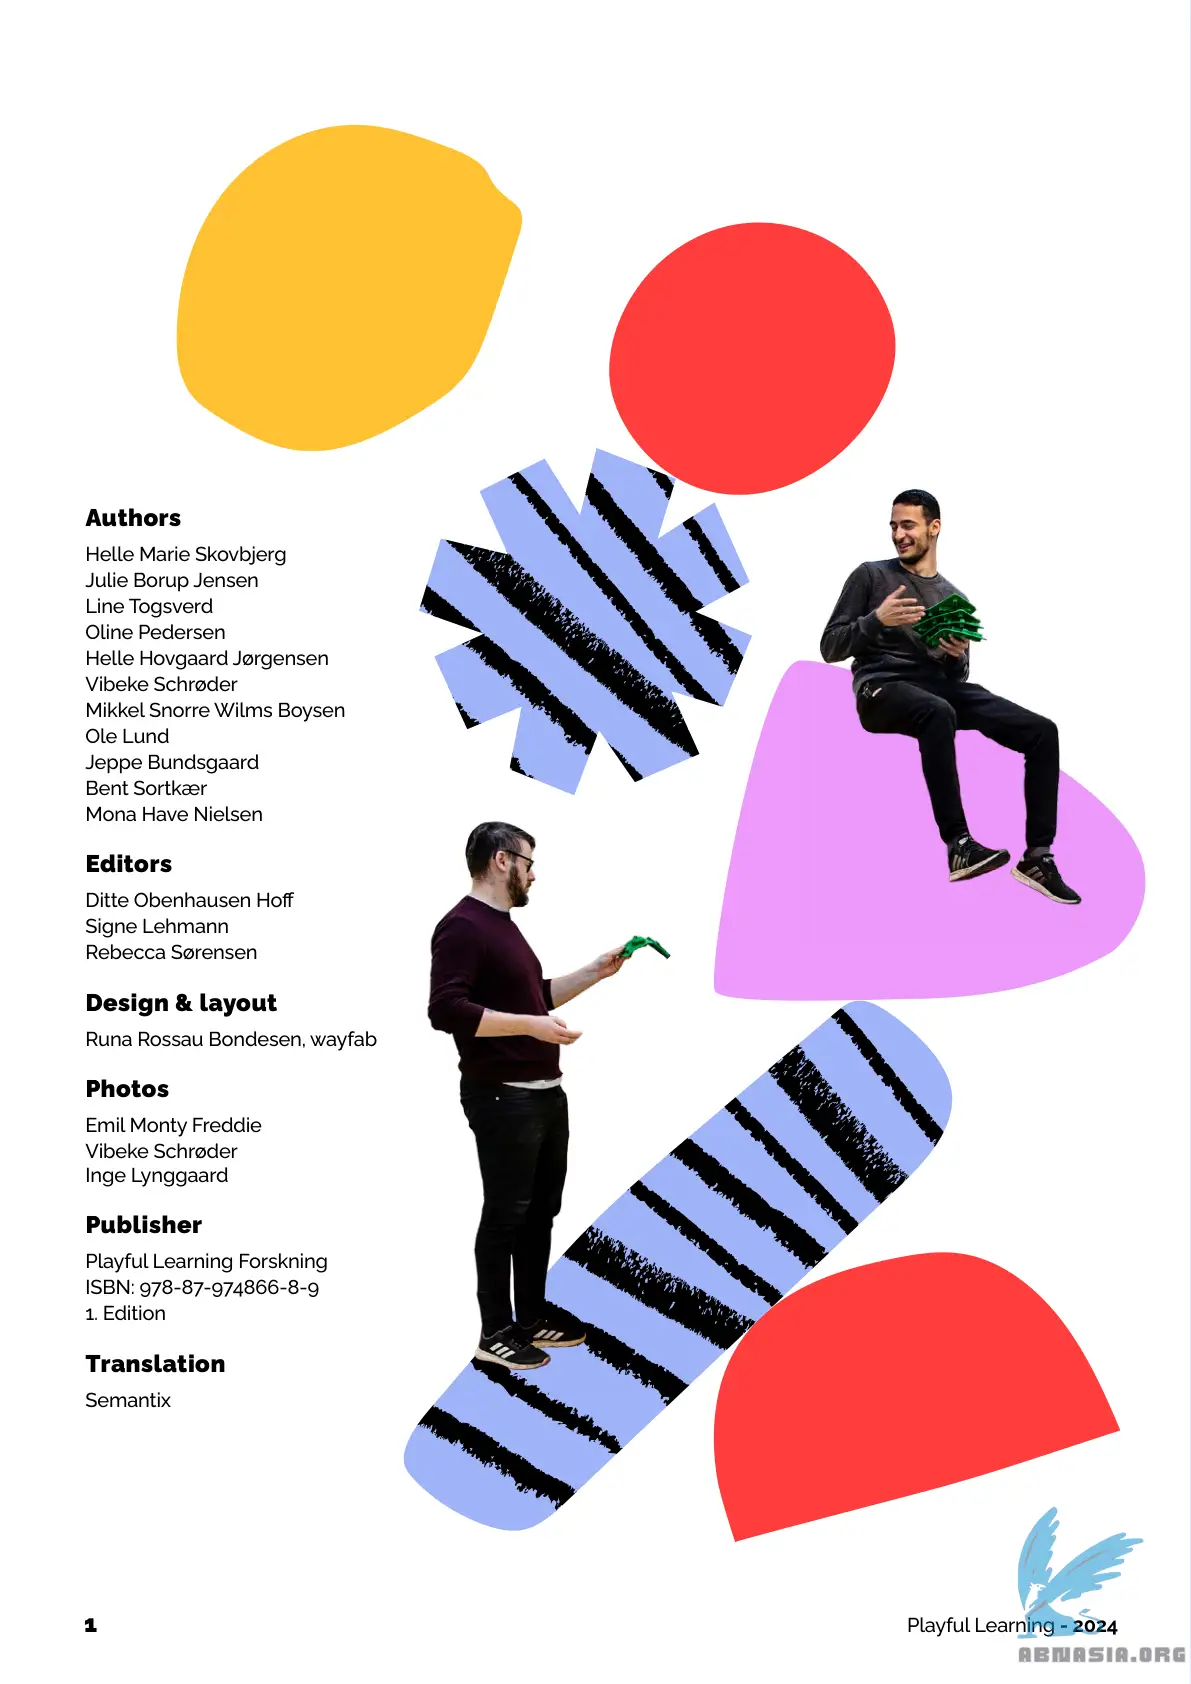 Authors
Helle Marie Skovbjerg
Julie Borup Jensen
Line Togsverd
Oline Pedersen
Helle Hovgaard Jørgensen
Vibeke Schrøder
Mikkel Snorre Wilms Boysen
Ole Lund
Jeppe Bundsgaard
Bent Sortkær
Mona Have Nielsen
Editors
Ditte Obenhausen Hoff
Signe Lehmann
Rebecca Sørensen
Design & layout
Runa Rossau Bondesen, wayfab
Photos
Emil Monty Freddie
Vibeke Schrøder
Inge Lynggaard
Publisher
Playful Learning Forskning
ISBN: 978-87-974866-8-9
1. Edition
Translation
Semantix
1
Playful Learning - 2024
ABNASIA.ORG